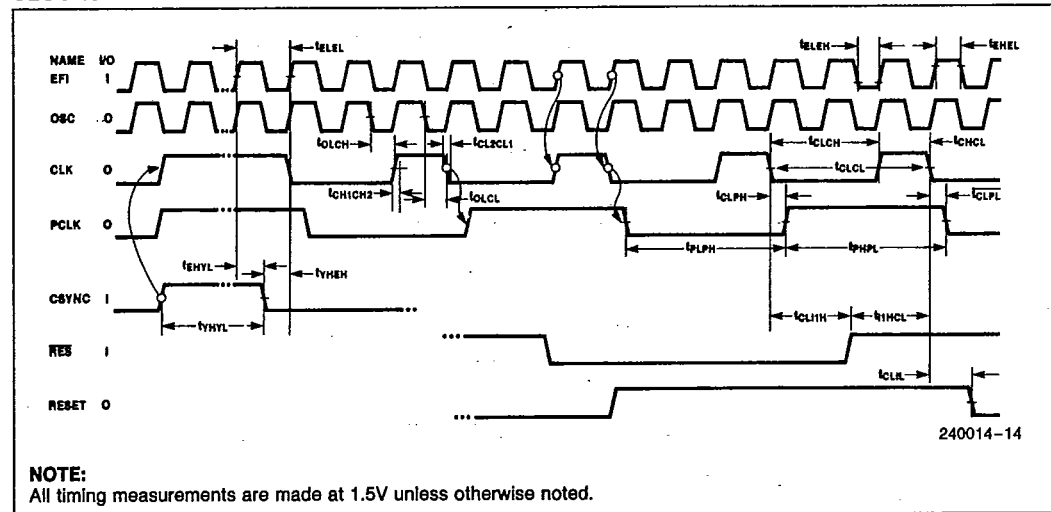 NAME I/O
tELEL
tELEH
tEHEL
EFI I
OSC O
tOLCH
tCL2CL1
tCLCH
tCHCL
CLK O
tCLCL
tCH1CH2
tOLCL
tCLPH
tCLPL
PCLK O
tPLPH
tPHPL
tEHYL
tYHEH
CSYNC I
tYHYL
tCLI1H
tI1HCL
RES I
tCLIL
RESET O
240014-14
NOTE:
All timing measurements are made at 1.5V unless otherwise noted.